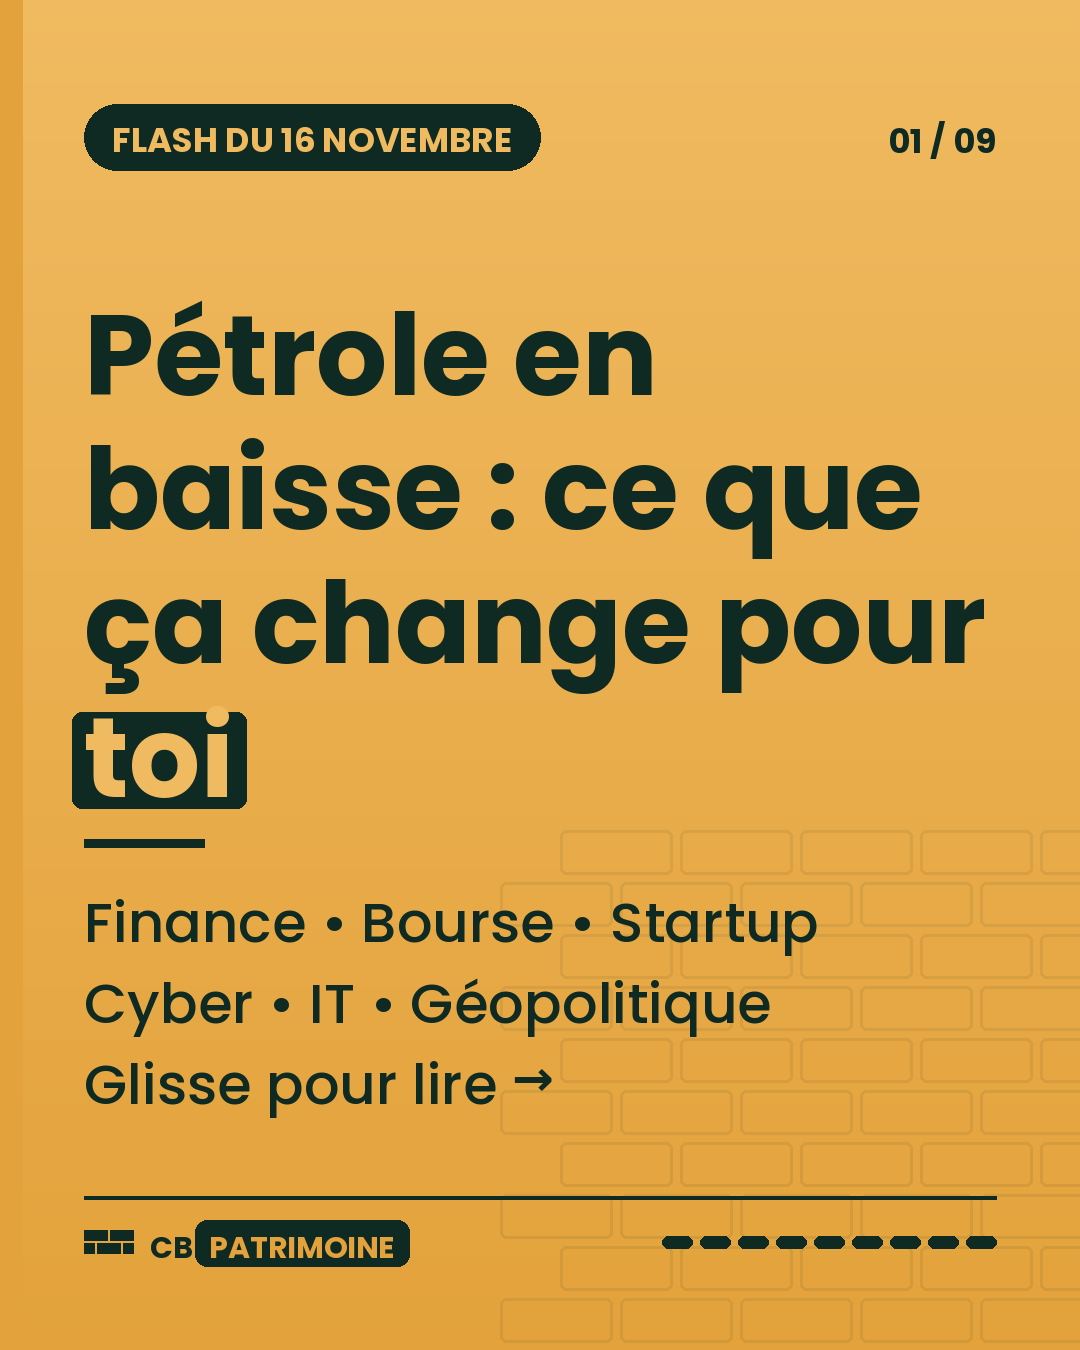 FLASH DU 16 NOVEMBRE
01 / 09
Pétrole en
baisse : ce que
ça change pour
toi
Finance • Bourse • Startup
Cyber • IT • Géopolitique
Glisse pour lire →
CB PATRIMOINE